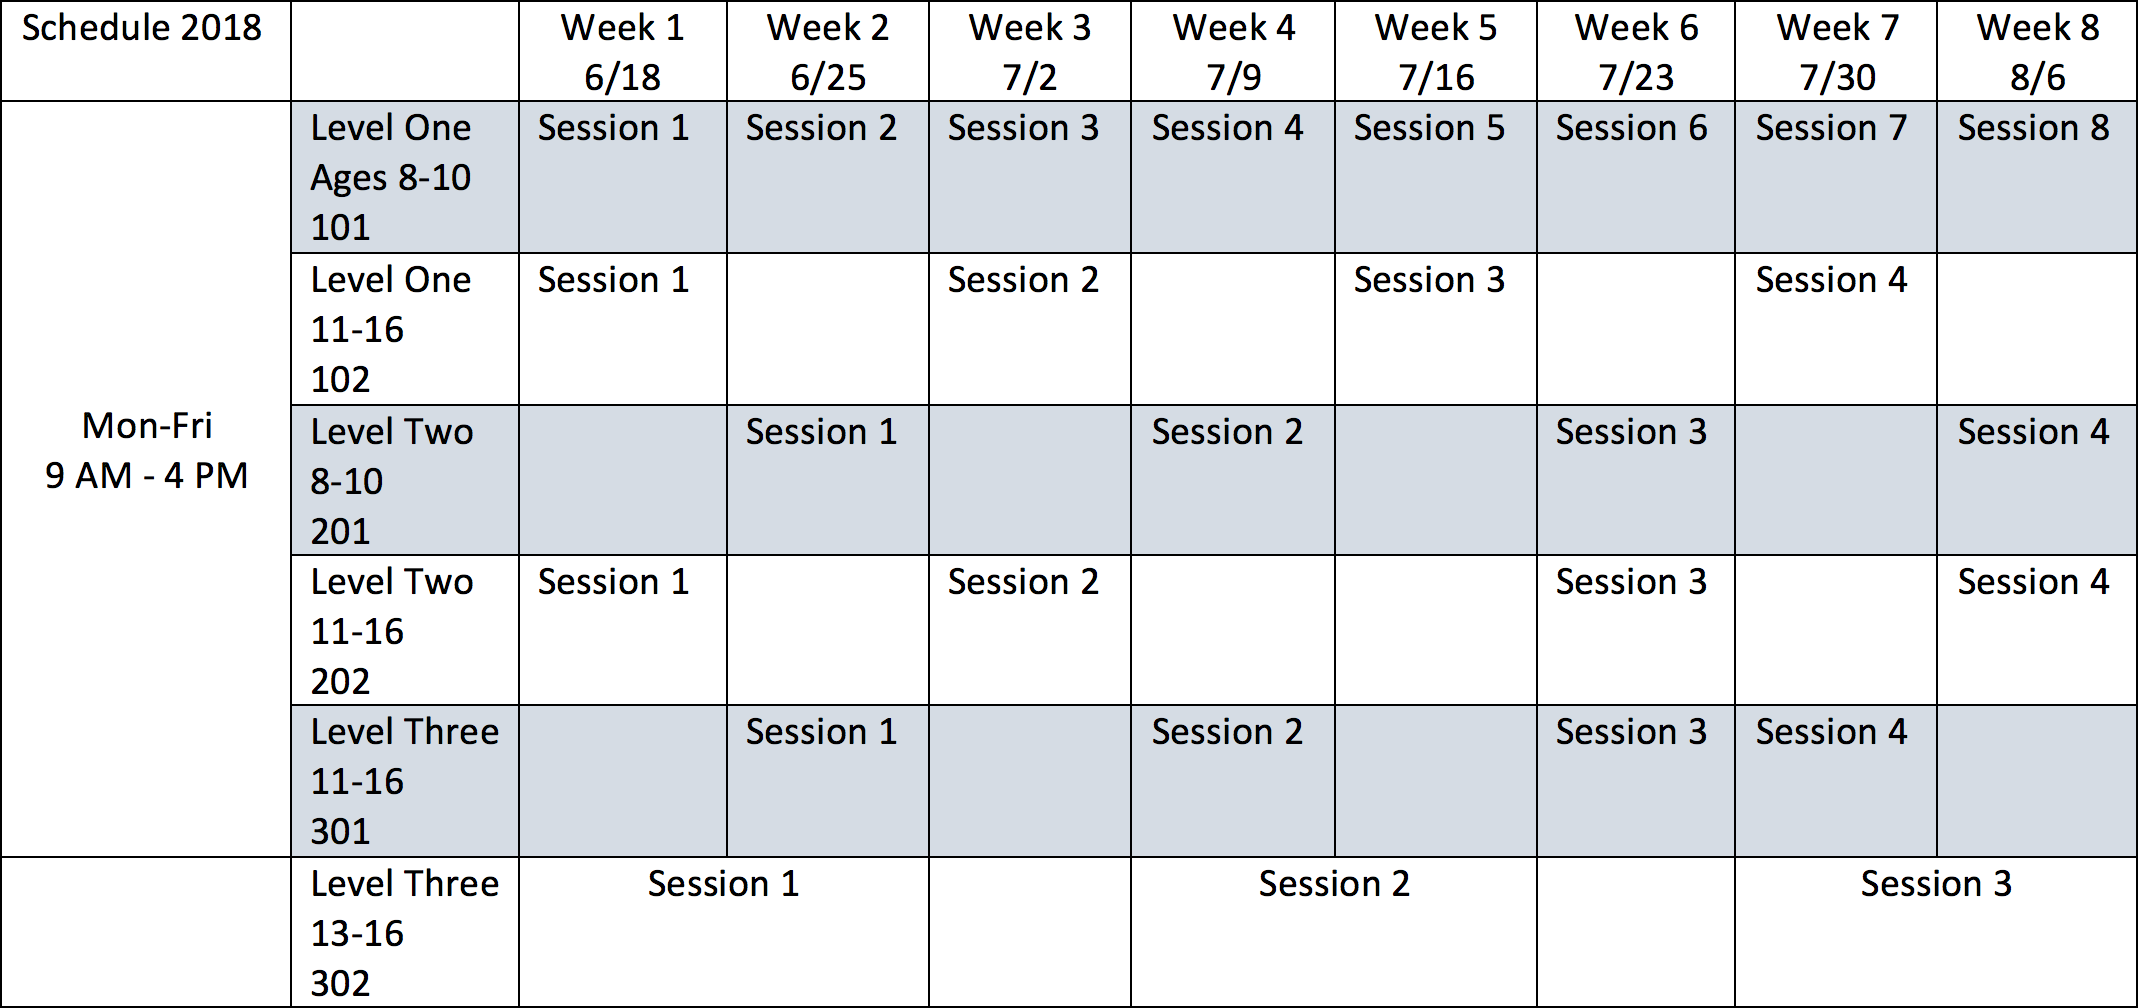 Schedule 2018
Week 1
6/18
Week 2
6/25
Week 3
7/2
Week 4
7/9
Week 5
7/16
Week 6
7/23
Week 7
7/30
Week 8
8/6
Mon-Fri
9 AM - 4 PM
Level One
Ages 8-10
101
Session 1
Session 2
Session 3
Session 4
Session 5
Session 6
Session 7
Session 8
Level One
11-16
102
Session 1
Session 2
Session 3
Session 4
Level Two
8-10
201
Session 1
Session 2
Session 3
Session 4
Level Two
11-16
202
Session 1
Session 2
Session 3
Session 4
Level Three
11-16
301
Session 1
Session 2
Session 3
Session 4
Level Three
13-16
302
Session 1
Session 2
Session 3